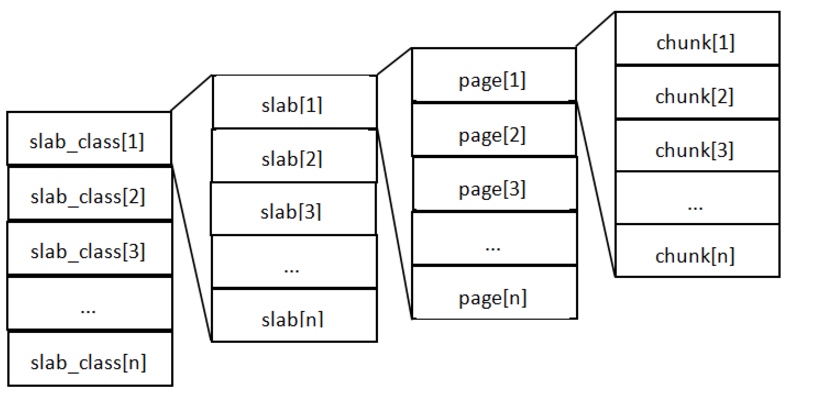 slab_class[1]
slab_class[2]
slab_class[3]
...
slab_class[n]
slab[1]
slab[2]
slab[3]
...
slab[n]
page[1]
page[2]
page[3]
...
page[n]
chunk[1]
chunk[2]
chunk[3]
...
chunk[n]